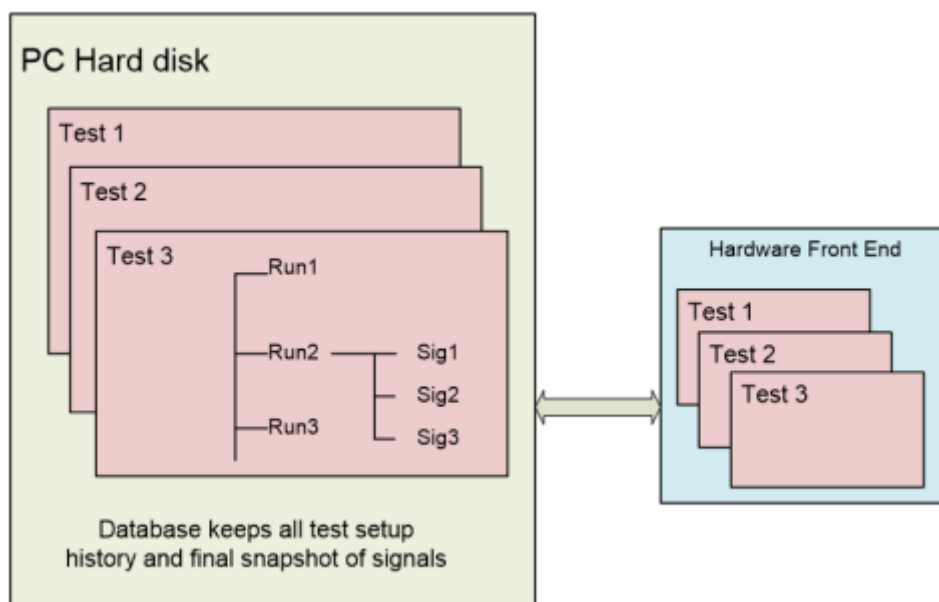 PC Hard disk
Test 1
Test 2
Test 3
Run1
Run2
Sig1
Sig2
Run3
Sig3
Database keeps all test setup
history and final snapshot of signals
Hardware Front End
Test 1
Test 2
Test 3